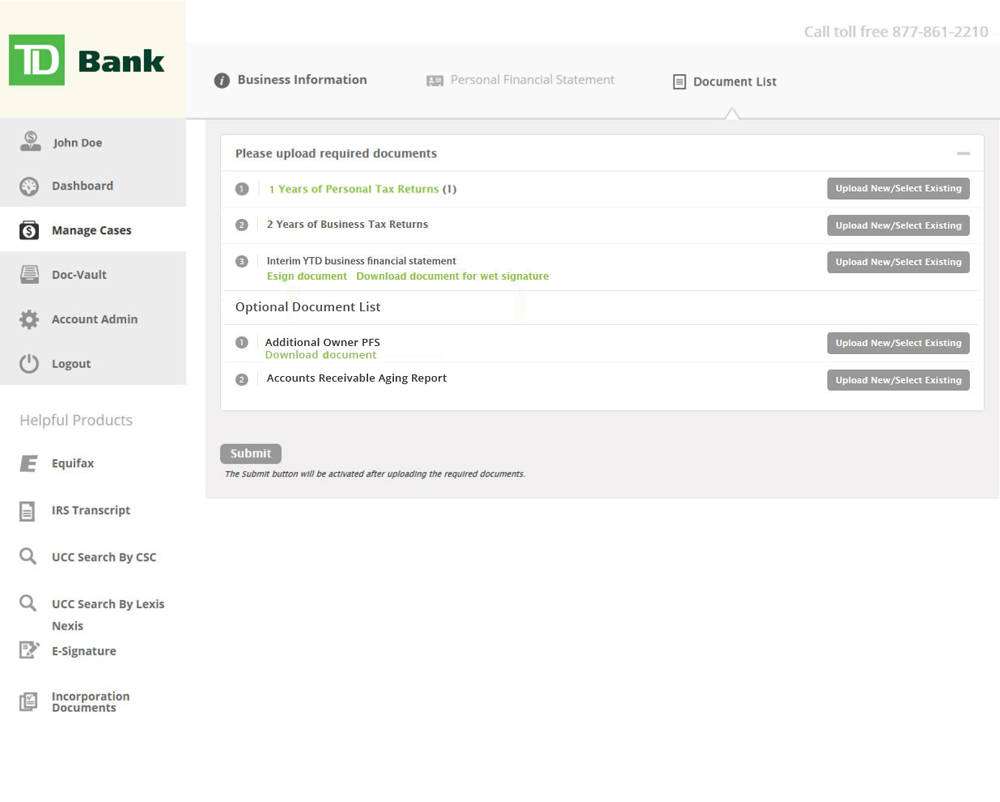 TD Bank
Call toll free 877-861-2210
i Business Information
Personal Financial Statement
Document List
John Doe
Dashboard
Manage Cases
Doc-Vault
Account Admin
Logout
Helpful Products
Equifax
IRS Transcript
UCC Search By CSC
UCC Search By Lexis
Nexis
E-Signature
Incorporation
Documents
Please upload required documents
1 1 Years of Personal Tax Returns (1) Upload New/Select Existing
2 2 Years of Business Tax Returns Upload New/Select Existing
3 Interim YTD business financial statement Upload New/Select Existing
Esign document Download document for wet signature
Optional Document List
1 Additional Owner PFS Upload New/Select Existing
Download document
2 Accounts Receivable Aging Report Upload New/Select Existing
Submit
The Submit button will be activated after uploading the required documents.